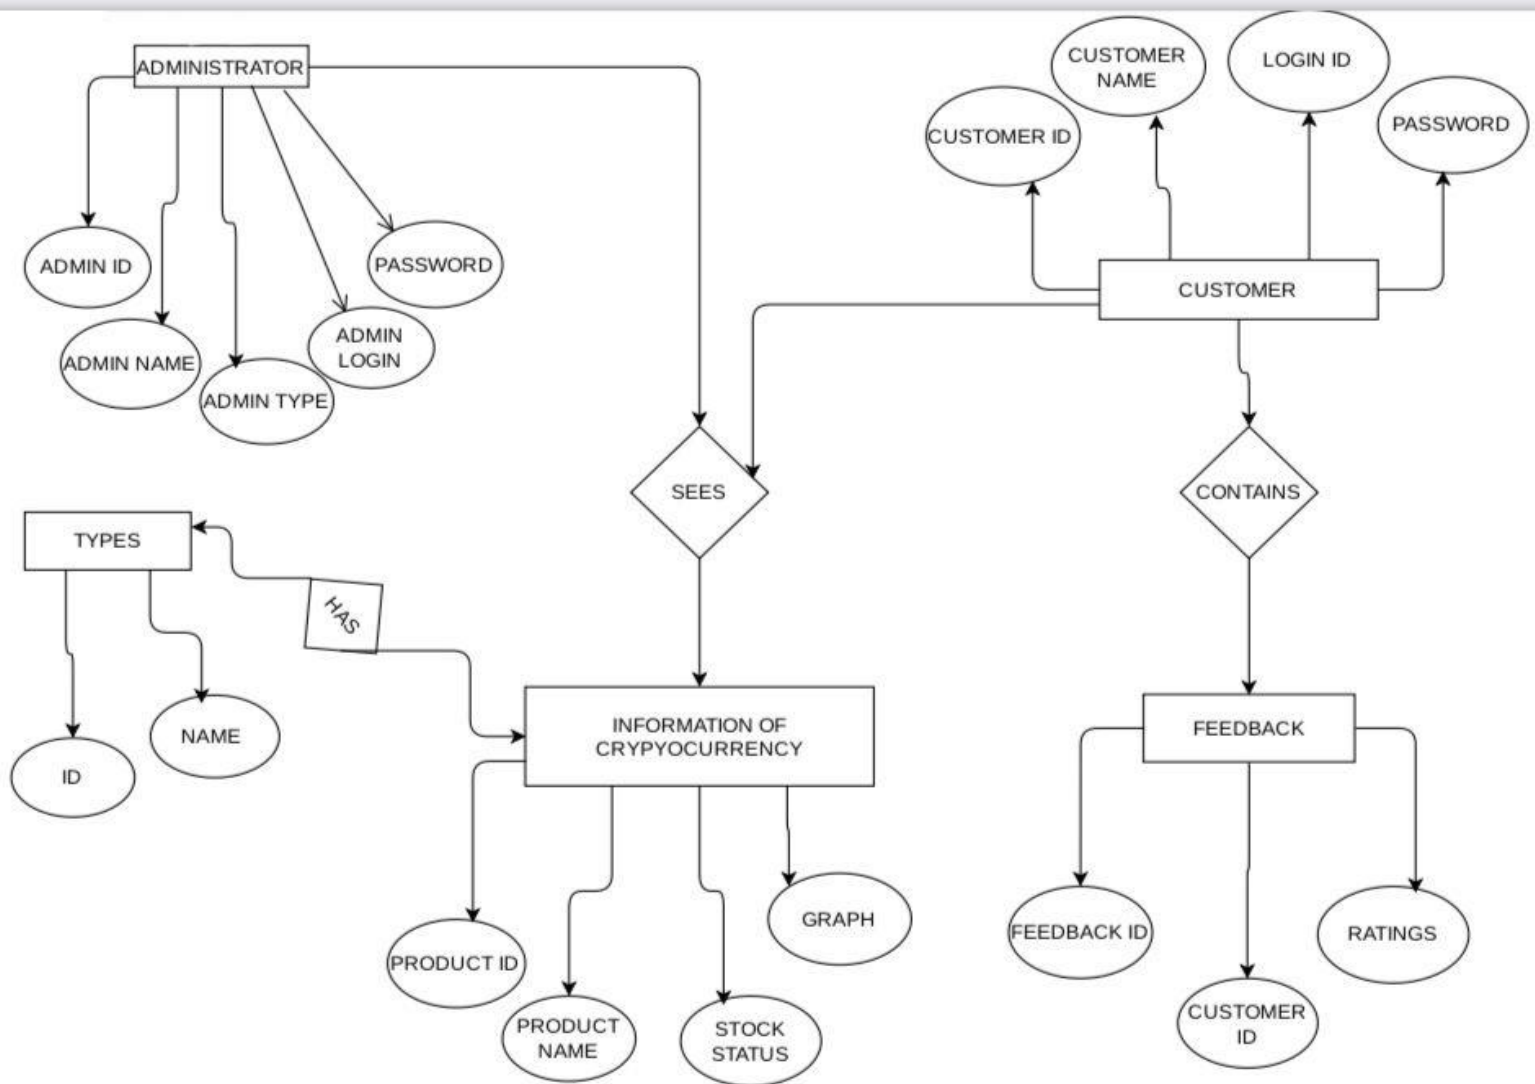 ADMINISTRATOR
CUSTOMER
NAME
LOGIN ID
CUSTOMER ID
PASSWORD
ADMIN ID
PASSWORD
ADMIN NAME
ADMIN
LOGIN
ADMIN TYPE
CUSTOMER
SEES
CONTAINS
TYPES
HAS
ID
NAME
INFORMATION OF
CRYPYOCURRENCY
FEEDBACK
PRODUCT ID
PRODUCT
NAME
STOCK
STATUS
GRAPH
FEEDBACK ID
CUSTOMER
ID
RATINGS